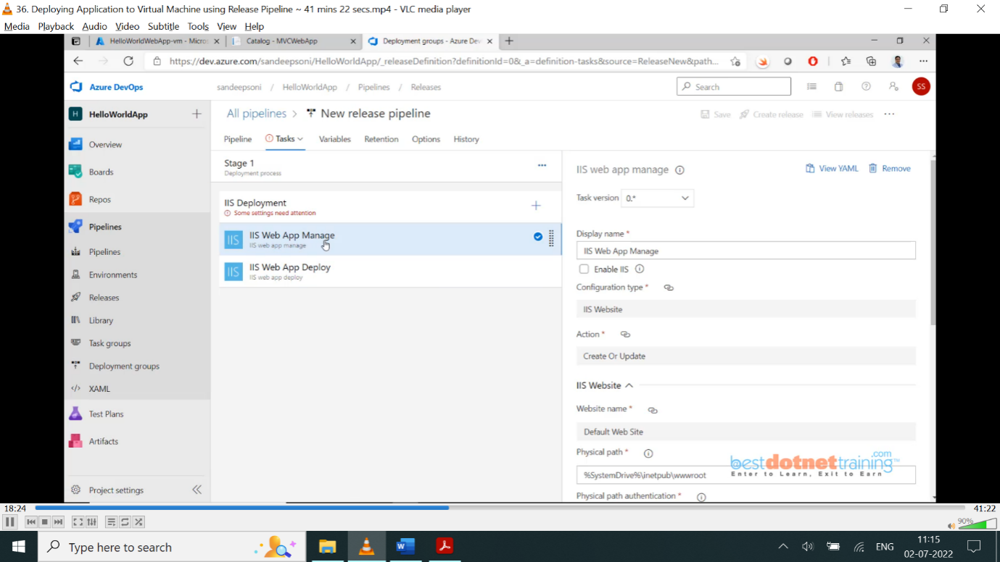 36. Deploying Application to Virtual Machine using Release Pipeline ~ 41 mins 22 secs.mp4 - VLC media player
Media Playback Audio Video Subtitle Tools View Help
HelloWorldWebApp-vm - Micros
Catalog - MVCWebApp
Deployment groups - Azure Dev
https://dev.azure.com/sandeepsoni/HelloWorldApp/_releaseDefinition?definitionId=0&_a=definition-tasks&source=ReleaseNew&path...
Azure DevOps
sandeepsoni / HelloWorldApp / Pipelines / Releases
Search
SS
H HelloWorldApp
Overview
Boards
Repos
Pipelines
Pipelines
Environments
Releases
Library
Task groups
Deployment groups
XAML
Test Plans
Artifacts
Project settings
All pipelines > New release pipeline
Save Create release View releases
Pipeline Tasks Variables Retention Options History
Stage 1
Deployment process
IIS Deployment
Some settings need attention
IIS
IIS Web App Manage
IIS web app manage
IIS
IIS Web App Deploy
IIS web app deploy
IIS web app manage
View YAML Remove
Task version 0.*
Display name *
IIS Web App Manage
Enable IIS
Configuration type *
IIS Website
Action *
Create Or Update
IIS Website
Website name *
Default Web Site
Physical path *
%SystemDrive%\inetpub\wwwroot
Physical path authentication *
bestdotnettraining.com™
Enter to Learn, Exit to Earn
18:24
41:22
90%
Type here to search
ENG
11:15
02-07-2022